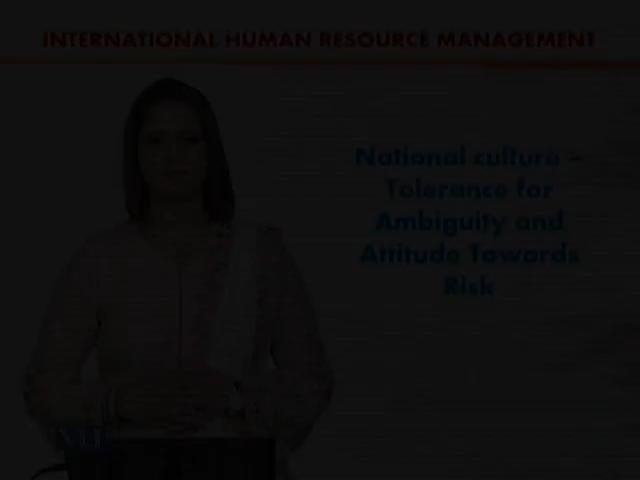 INTERNATIONAL HUMAN RESOURCE MANAGEMENT
National culture –
Tolerance for
Ambiguity and
Attitude Towards
Risk